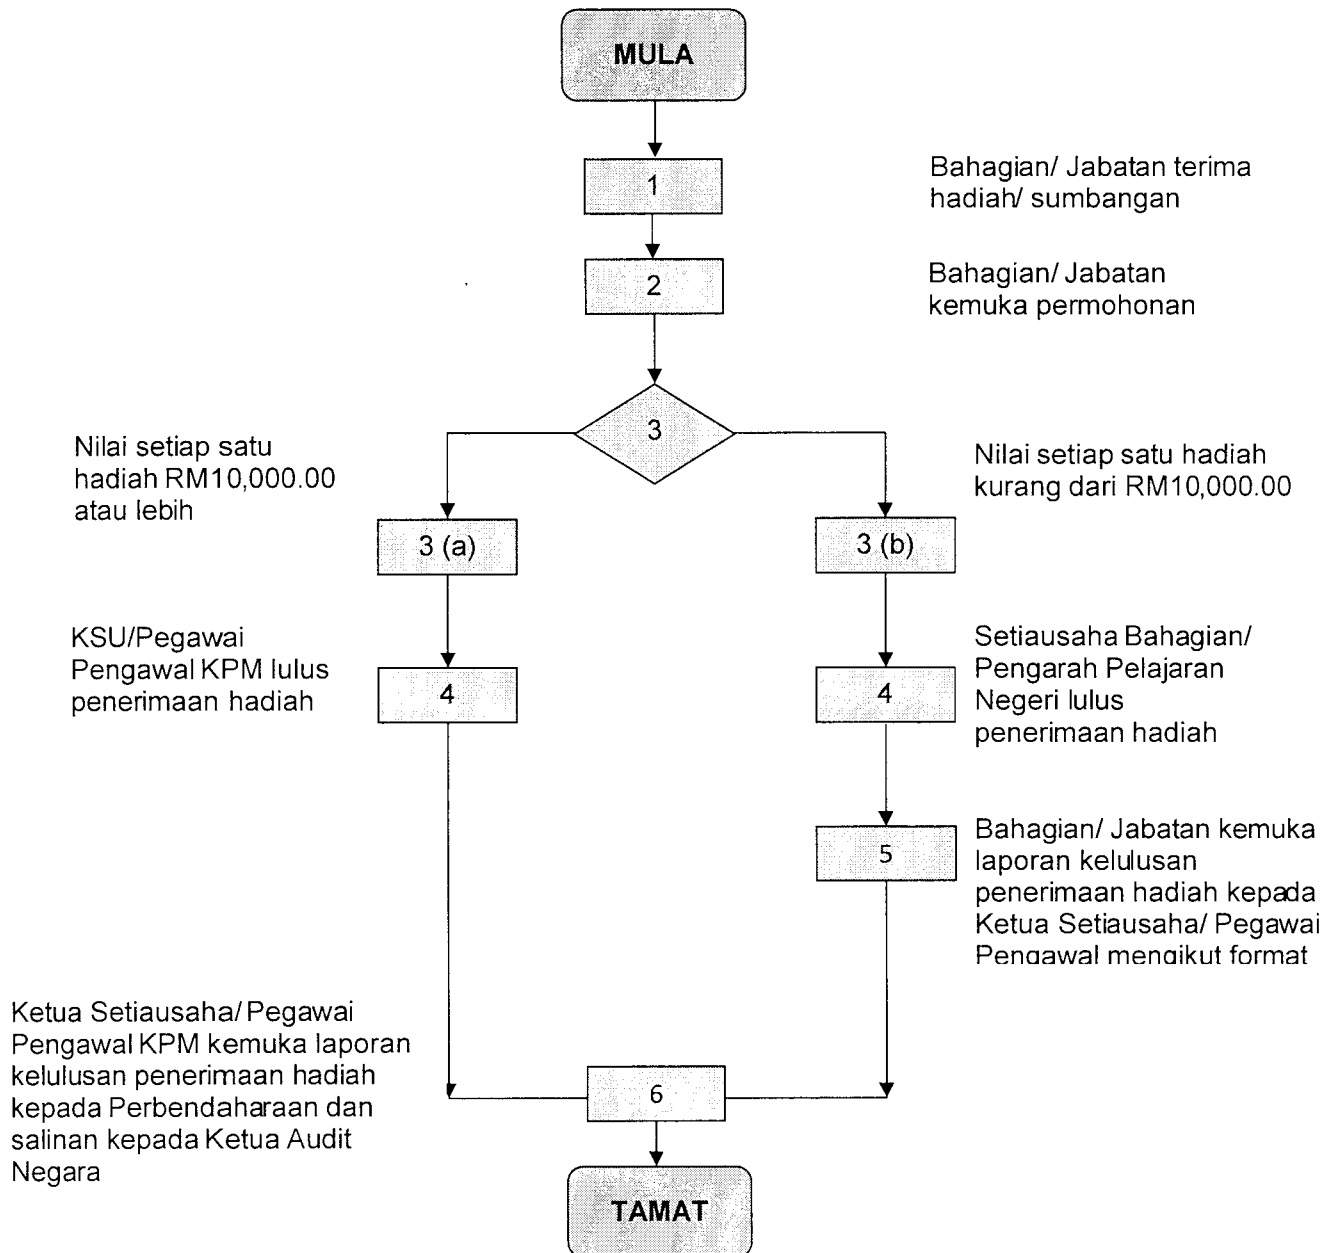 MULA
1
Bahagian/ Jabatan terima
hadiah/ sumbangan
2
Bahagian/ Jabatan
kemuka permohonan
3
Nilai setiap satu
hadiah RM10,000.00
atau lebih
Nilai setiap satu hadiah
kurang dari RM10,000.00
3 (a)
3 (b)
KSU/Pegawai
Pengawal KPM lulus
penerimaan hadiah
4
4
Setiausaha Bahagian/
Pengarah Pelajaran
Negeri lulus
penerimaan hadiah
5
Bahagian/ Jabatan kemuka
laporan kelulusan
penerimaan hadiah kepada
Ketua Setiausaha/ Pegawai
Pengawal mengikut format
Ketua Setiausaha/ Pegawai
Pengawal KPM kemuka laporan
kelulusan penerimaan hadiah
kepada Perbendaharaan dan
salinan kepada Ketua Audit
Negara
6
TAMAT